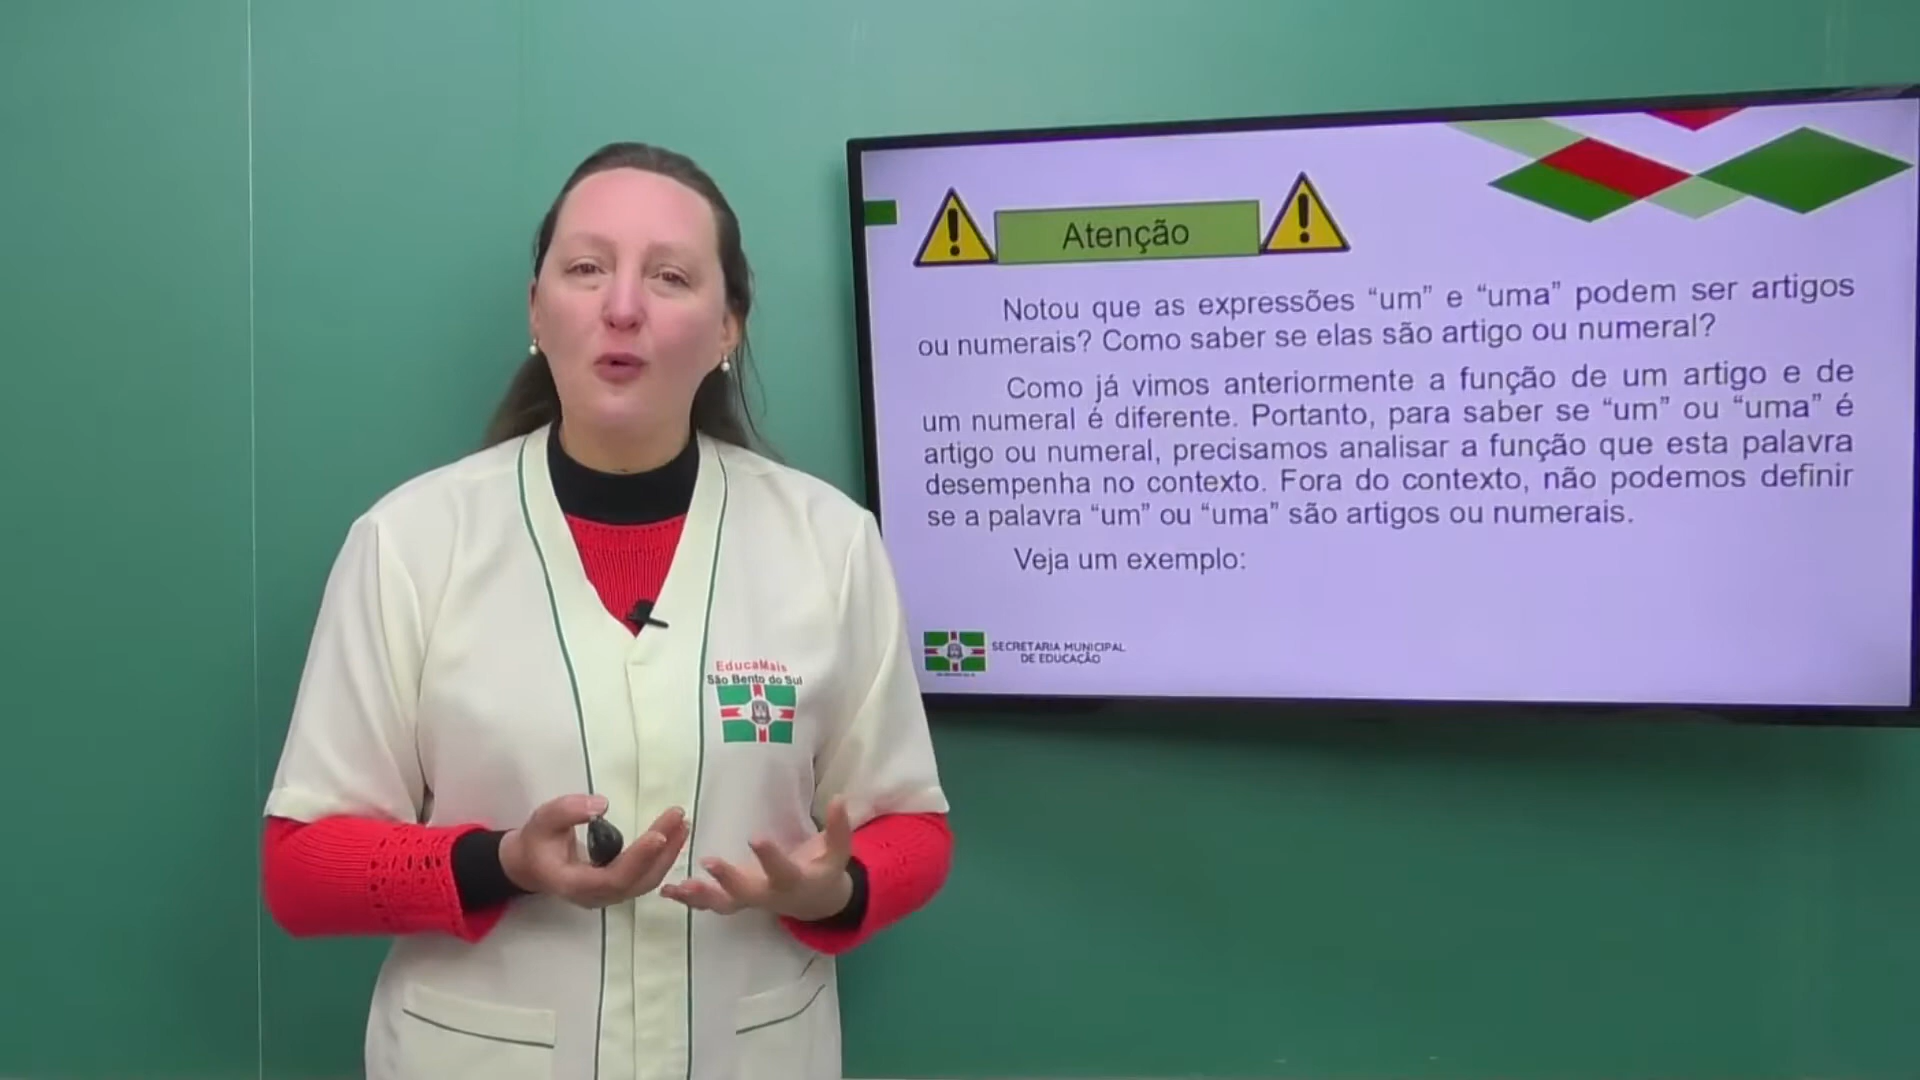 Atenção
Notou que as expressões “um” e “uma” podem ser artigos
ou numerais? Como saber se elas são artigo ou numeral?
Como já vimos anteriormente a função de um artigo e de
um numeral é diferente. Portanto, para saber se “um” ou “uma” é
artigo ou numeral, precisamos analisar a função que esta palavra
desempenha no contexto. Fora do contexto, não podemos definir
se a palavra “um” ou “uma” são artigos ou numerais.
Veja um exemplo:
SECRETARIA MUNICIPAL
DE EDUCAÇÃO
EducaMais
São Bento do Sul